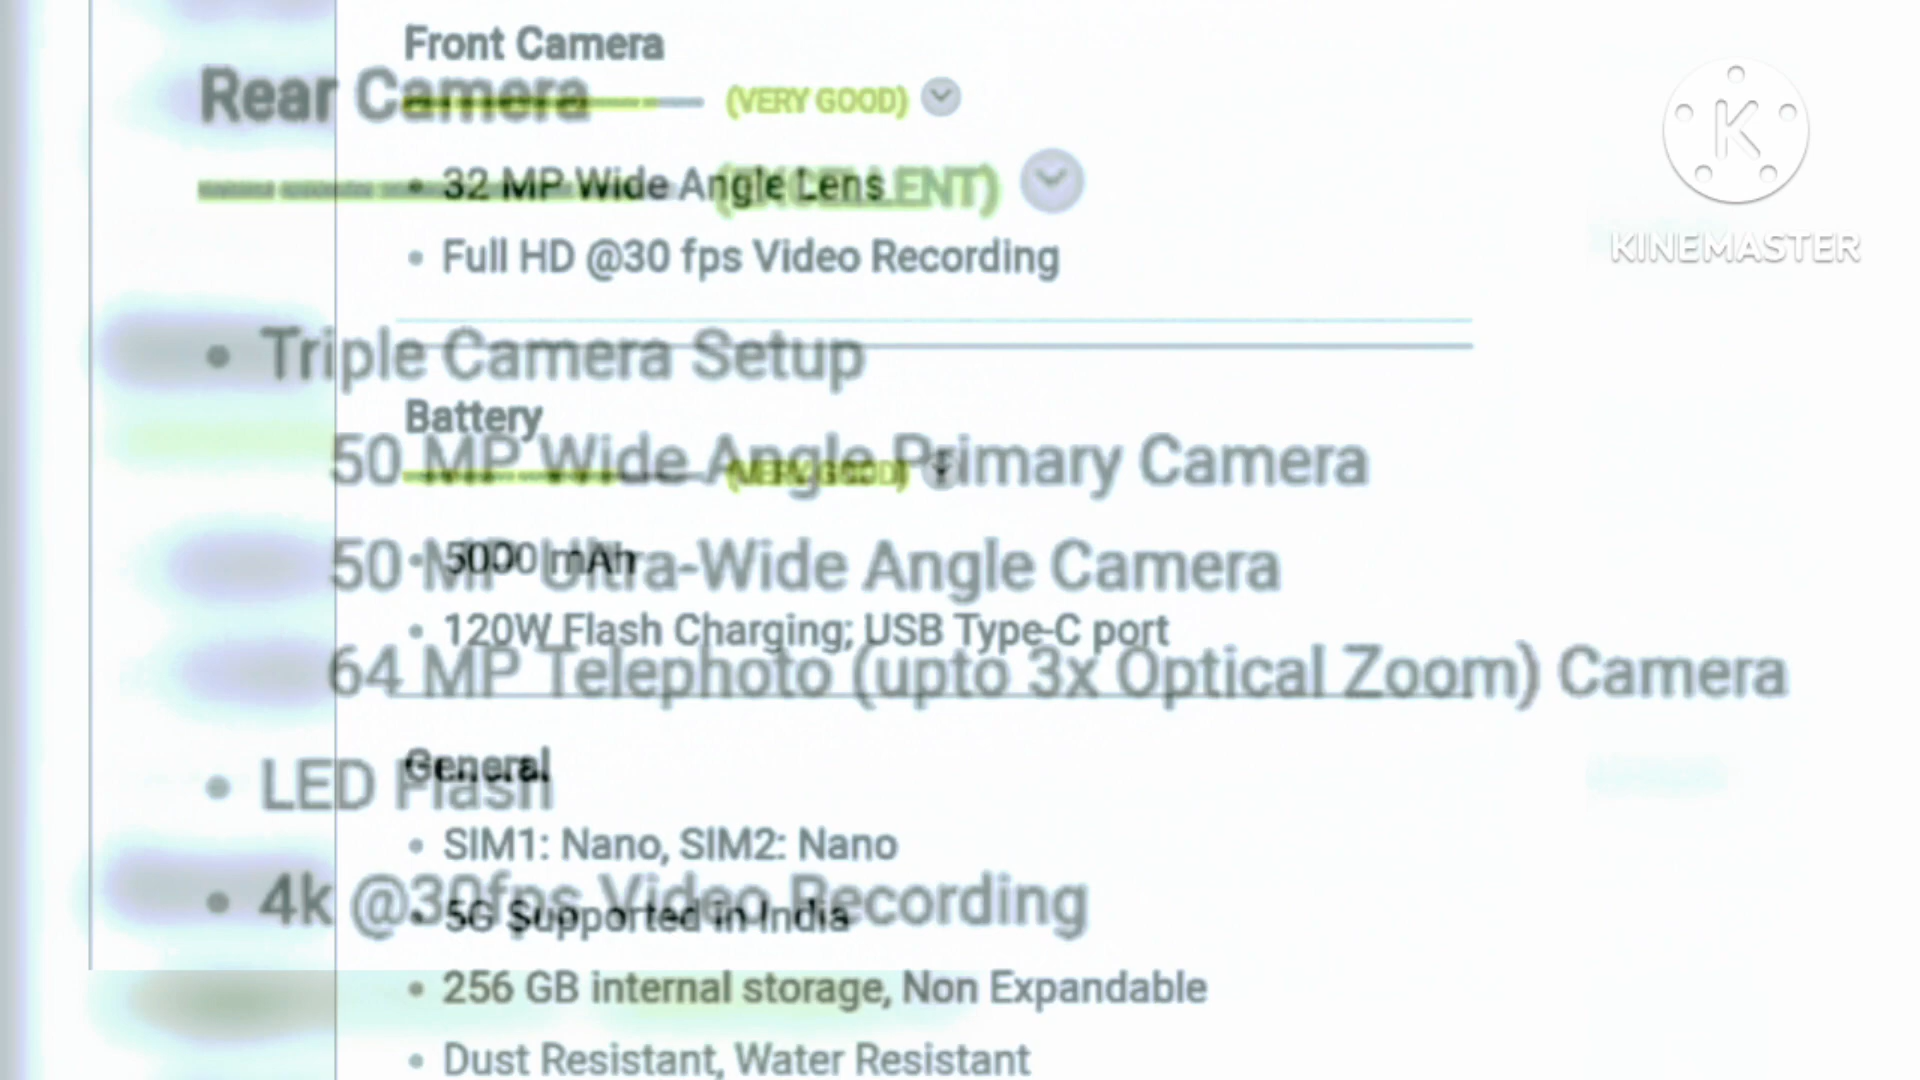 Front Camera
Rear Camera
(VERY GOOD)
32 MP Wide Angle Lens
(EXCELLENT)
• Full HD @30 fps Video Recording
• Triple Camera Setup
Battery
50 MP Wide Angle Primary Camera
(VERY GOOD)
• 5000 mAh
50 MP Ultra-Wide Angle Camera
• 120W Flash Charging; USB Type-C port
64 MP Telephoto (upto 3x Optical Zoom) Camera
General
• LED Flash
• SIM1: Nano, SIM2: Nano
• 4k @30fps Video Recording
• 5G Supported in India
• 256 GB internal storage, Non Expandable
• Dust Resistant, Water Resistant
K
KINEMASTER